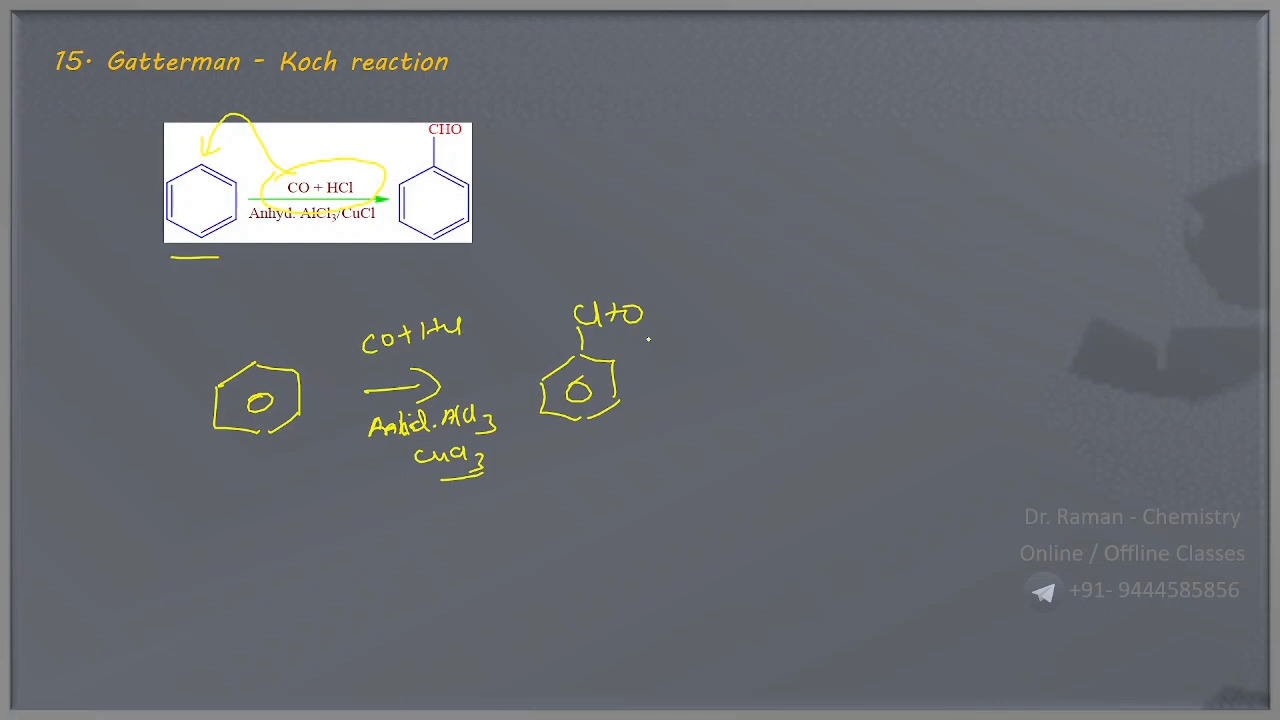 15. Gatterman - Koch reaction
CHO
CO + HCl
Anhyd. AlCl₃/CuCl
CHO
CO+HCl
Anhid. AlCl₃
CuCl₃
Dr. Raman - Chemistry
Online / Offline Classes
+91- 9444585856